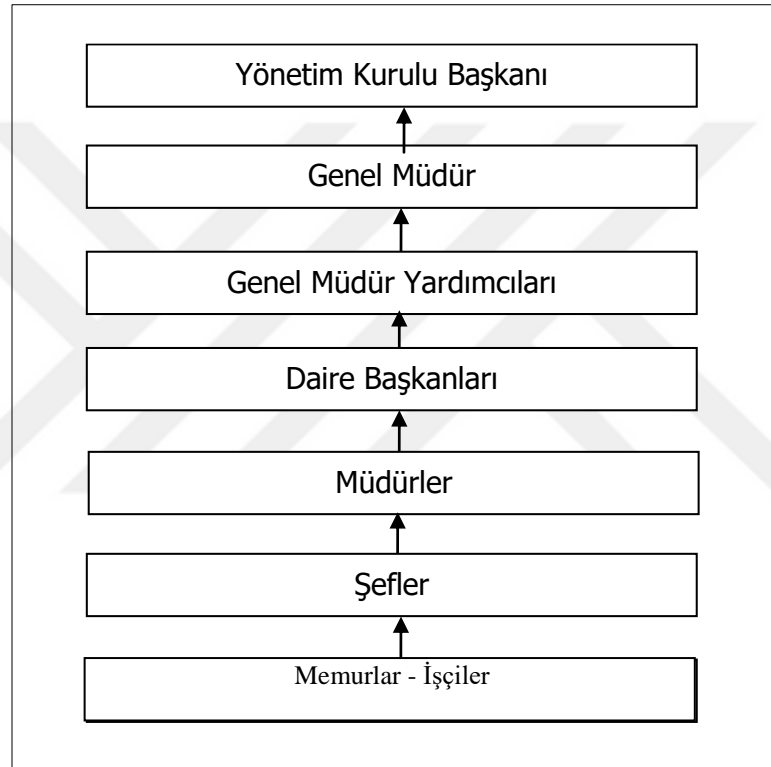 Yönetim Kurulu Başkanı
Genel Müdür
Genel Müdür Yardımcıları
Daire Başkanları
Müdürler
Şefler
Memurlar - İşçiler